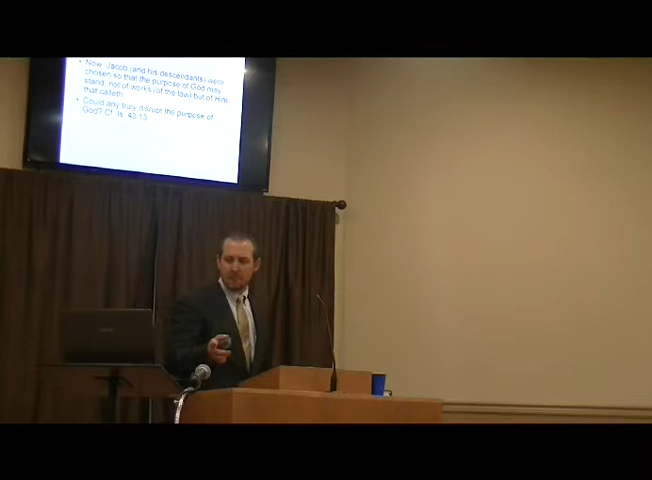 • Now, Jacob (and his descendants) were
chosen so that the purpose of God may
stand, not of works (of the law) but of Him
that calleth.
• Could any truly disrupt the purpose of
God? Cf. Is. 43:13